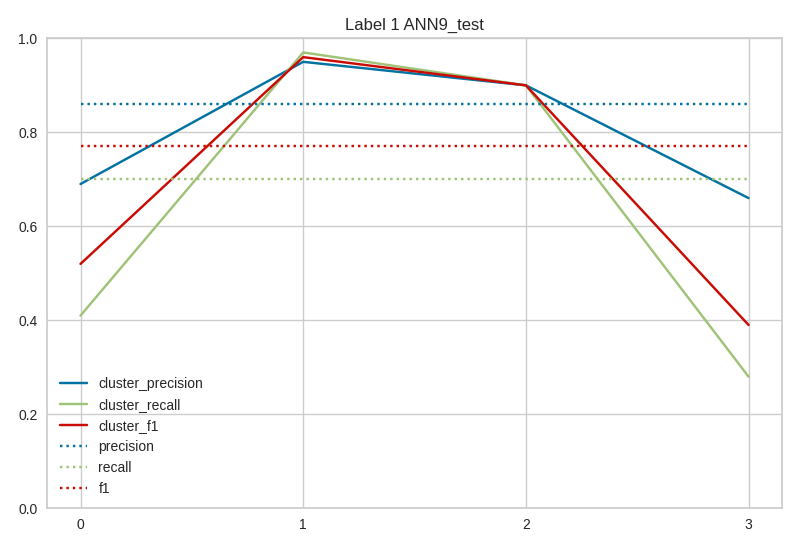 Label 1 ANN9_test
1.0
0.8
0.6
0.4
0.2
0.0
cluster_precision
cluster_recall
cluster_f1
precision
recall
f1
0 1 2 3